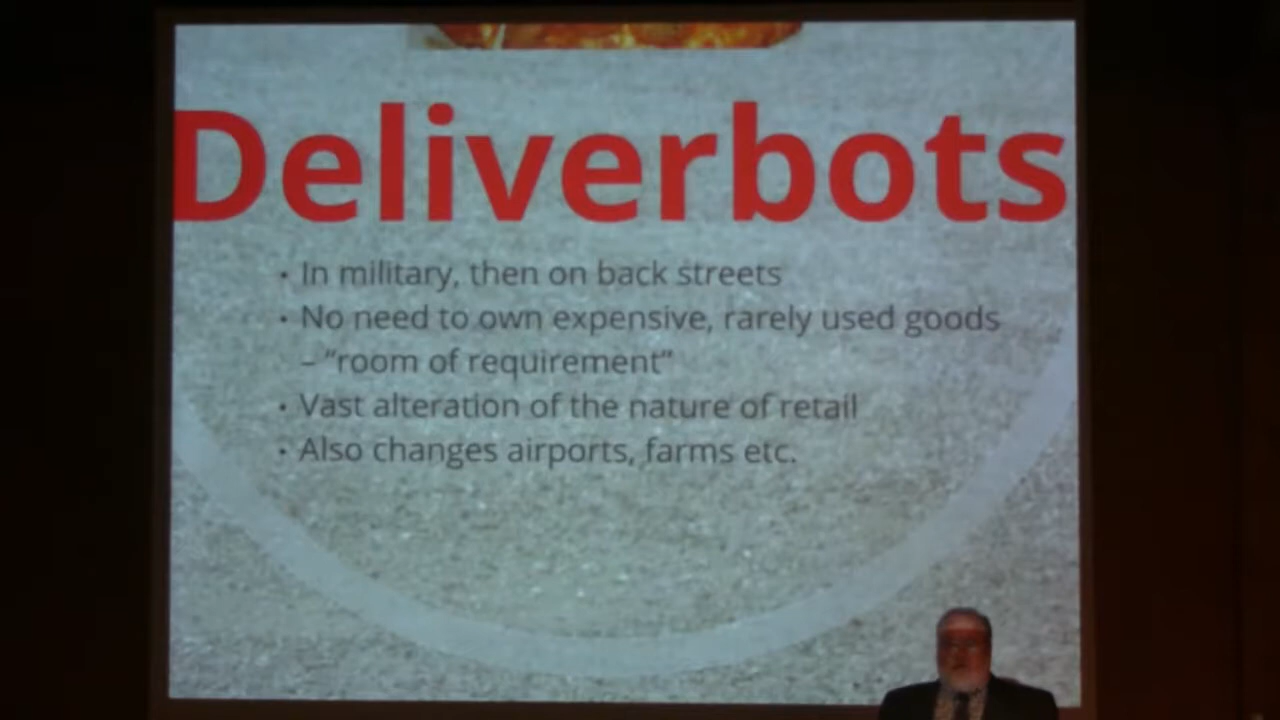 Deliverbots
• In military, then on back streets
• No need to own expensive, rarely used goods
– “room of requirement”
• Vast alteration of the nature of retail
• Also changes airports, farms etc.